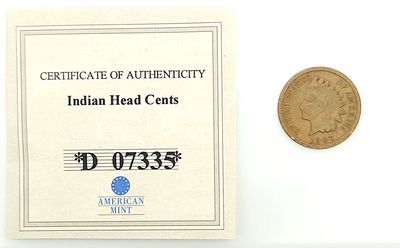 CERTIFICATE OF AUTHENTICITY
Indian Head Cents
*D 07335*
AMERICAN
MINT